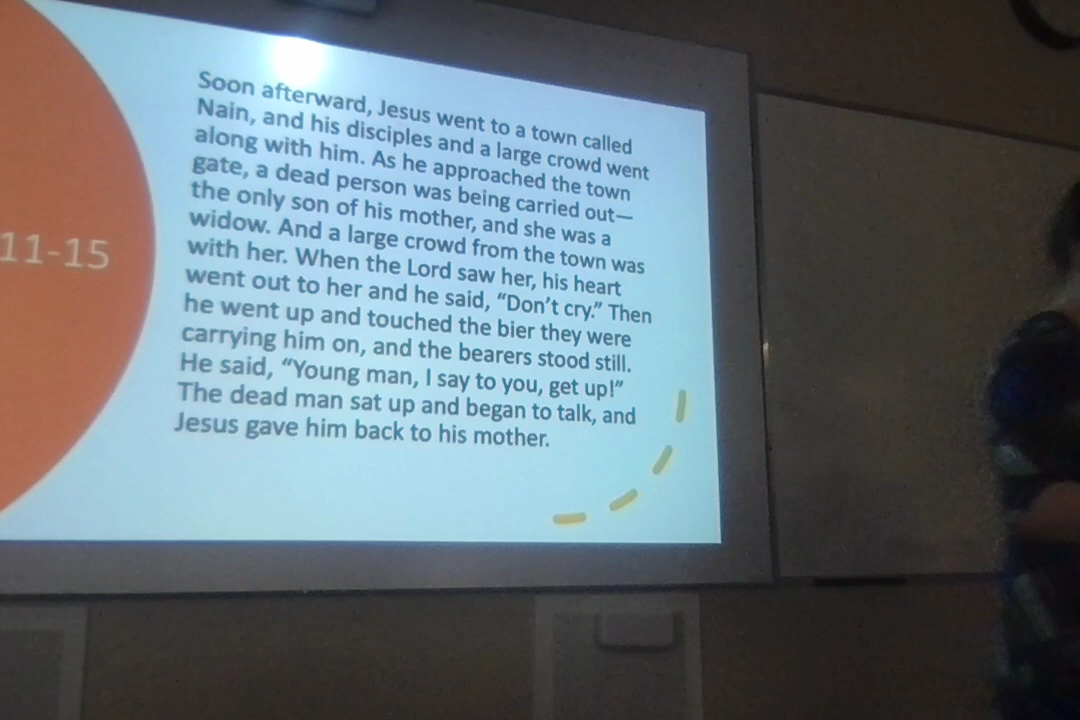 11-15
Soon afterward, Jesus went to a town called
Nain, and his disciples and a large crowd went
along with him. As he approached the town
gate, a dead person was being carried out—
the only son of his mother, and she was a
widow. And a large crowd from the town was
with her. When the Lord saw her, his heart
went out to her and he said, “Don’t cry.” Then
he went up and touched the bier they were
carrying him on, and the bearers stood still.
He said, “Young man, I say to you, get up!”
The dead man sat up and began to talk, and
Jesus gave him back to his mother.